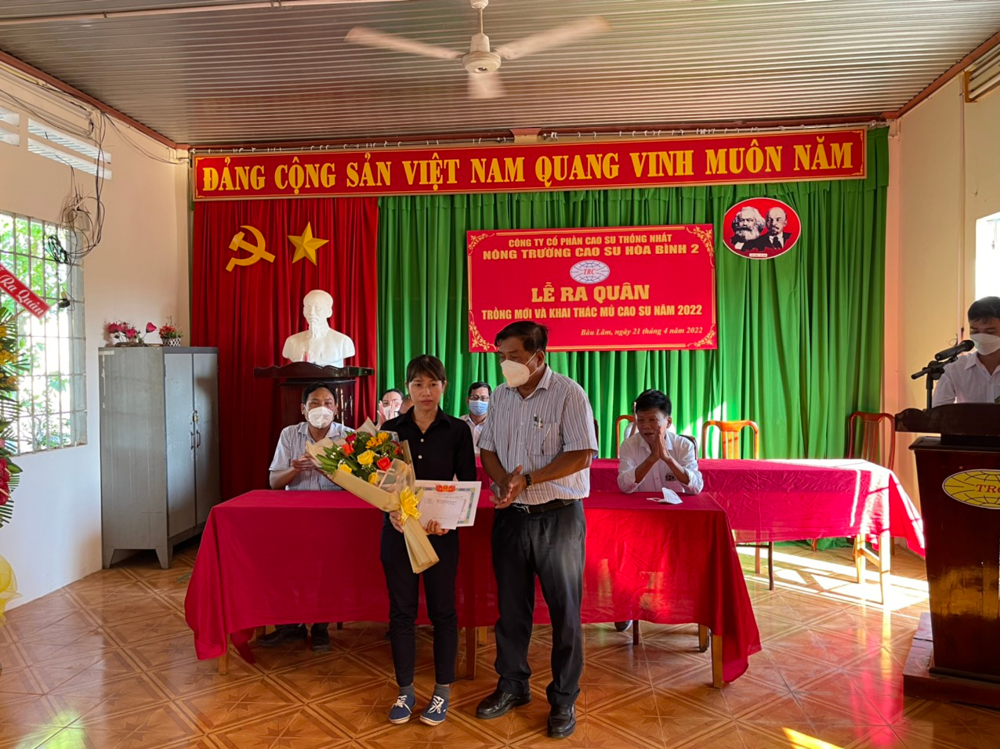 ĐẢNG CỘNG SẢN VIỆT NAM QUANG VINH MUÔN NĂM
CÔNG TY CỔ PHẦN CAO SU THỐNG NHẤT
NÔNG TRƯỜNG CAO SU HÒA BÌNH 2
TRC
LỄ RA QUÂN
TRỒNG MỚI VÀ KHAI THÁC MỦ CAO SU NĂM 2022
Bàu Lâm, ngày 21 tháng 4 năm 2022
Ra Quân
TRC